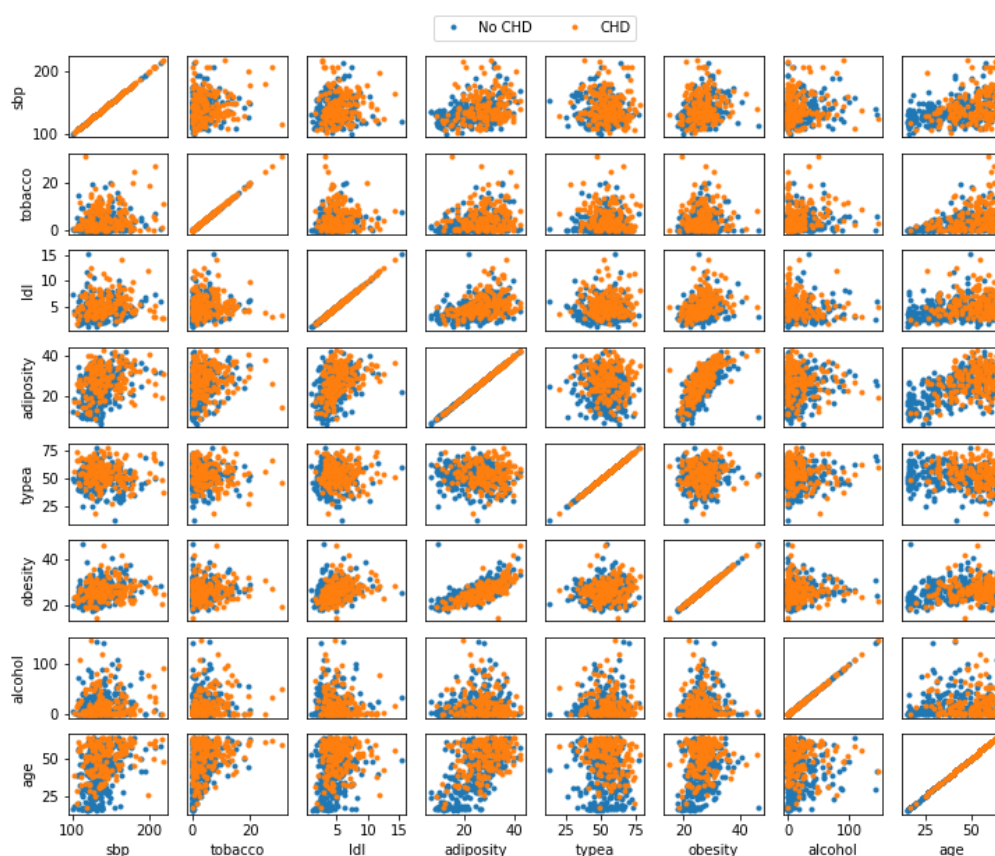 No CHD CHD
sbp
200
100
tobacco
20
0
ldl
15
10
5
adiposity
40
20
typea
75
50
25
obesity
40
20
alcohol
100
0
age
50
25
100 200 0 20 5 10 15 20 40 25 50 75 20 40 0 100 25 50
sbp tobacco ldl adiposity typea obesity alcohol age